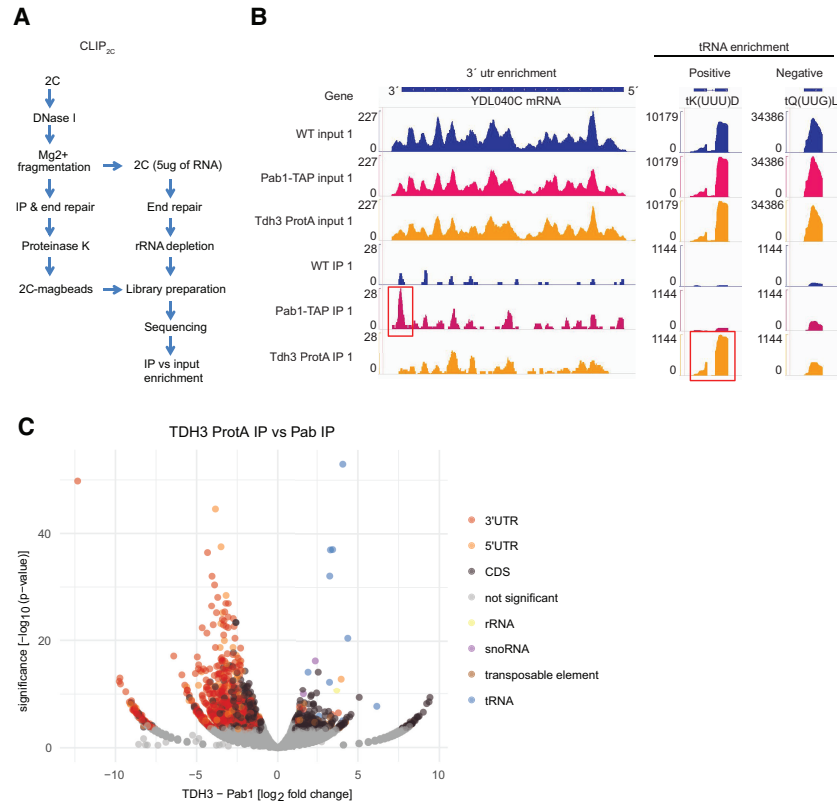 A
CLIP2C
2C
DNase I
Mg2+
fragmentation
2C (5ug of RNA)
IP & end repair
End repair
Proteinase K
rRNA depletion
2C-magbeads
Library preparation
Sequencing
IP vs input
enrichment
B
tRNA enrichment
3´ utr enrichment
Positive
Negative
3´
5´
Gene
YDL040C mRNA
tK(UUU)D
tQ(UUG)L
WT input 1
227
0
10179
0
34386
0
Pab1-TAP input 1
227
0
10179
0
34386
0
Tdh3 ProtA input 1
227
0
10179
0
34386
0
WT IP 1
28
0
1144
0
1144
0
Pab1-TAP IP 1
28
0
1144
0
1144
0
Tdh3 ProtA IP 1
28
0
1144
0
1144
0
C
TDH3 ProtA IP vs Pab IP
significance [-log10 (p-value)]
40
20
0
−10
−5
0
5
10
TDH3 − Pab1 [log2 fold change]
3'UTR
5'UTR
CDS
not significant
rRNA
snoRNA
transposable element
tRNA